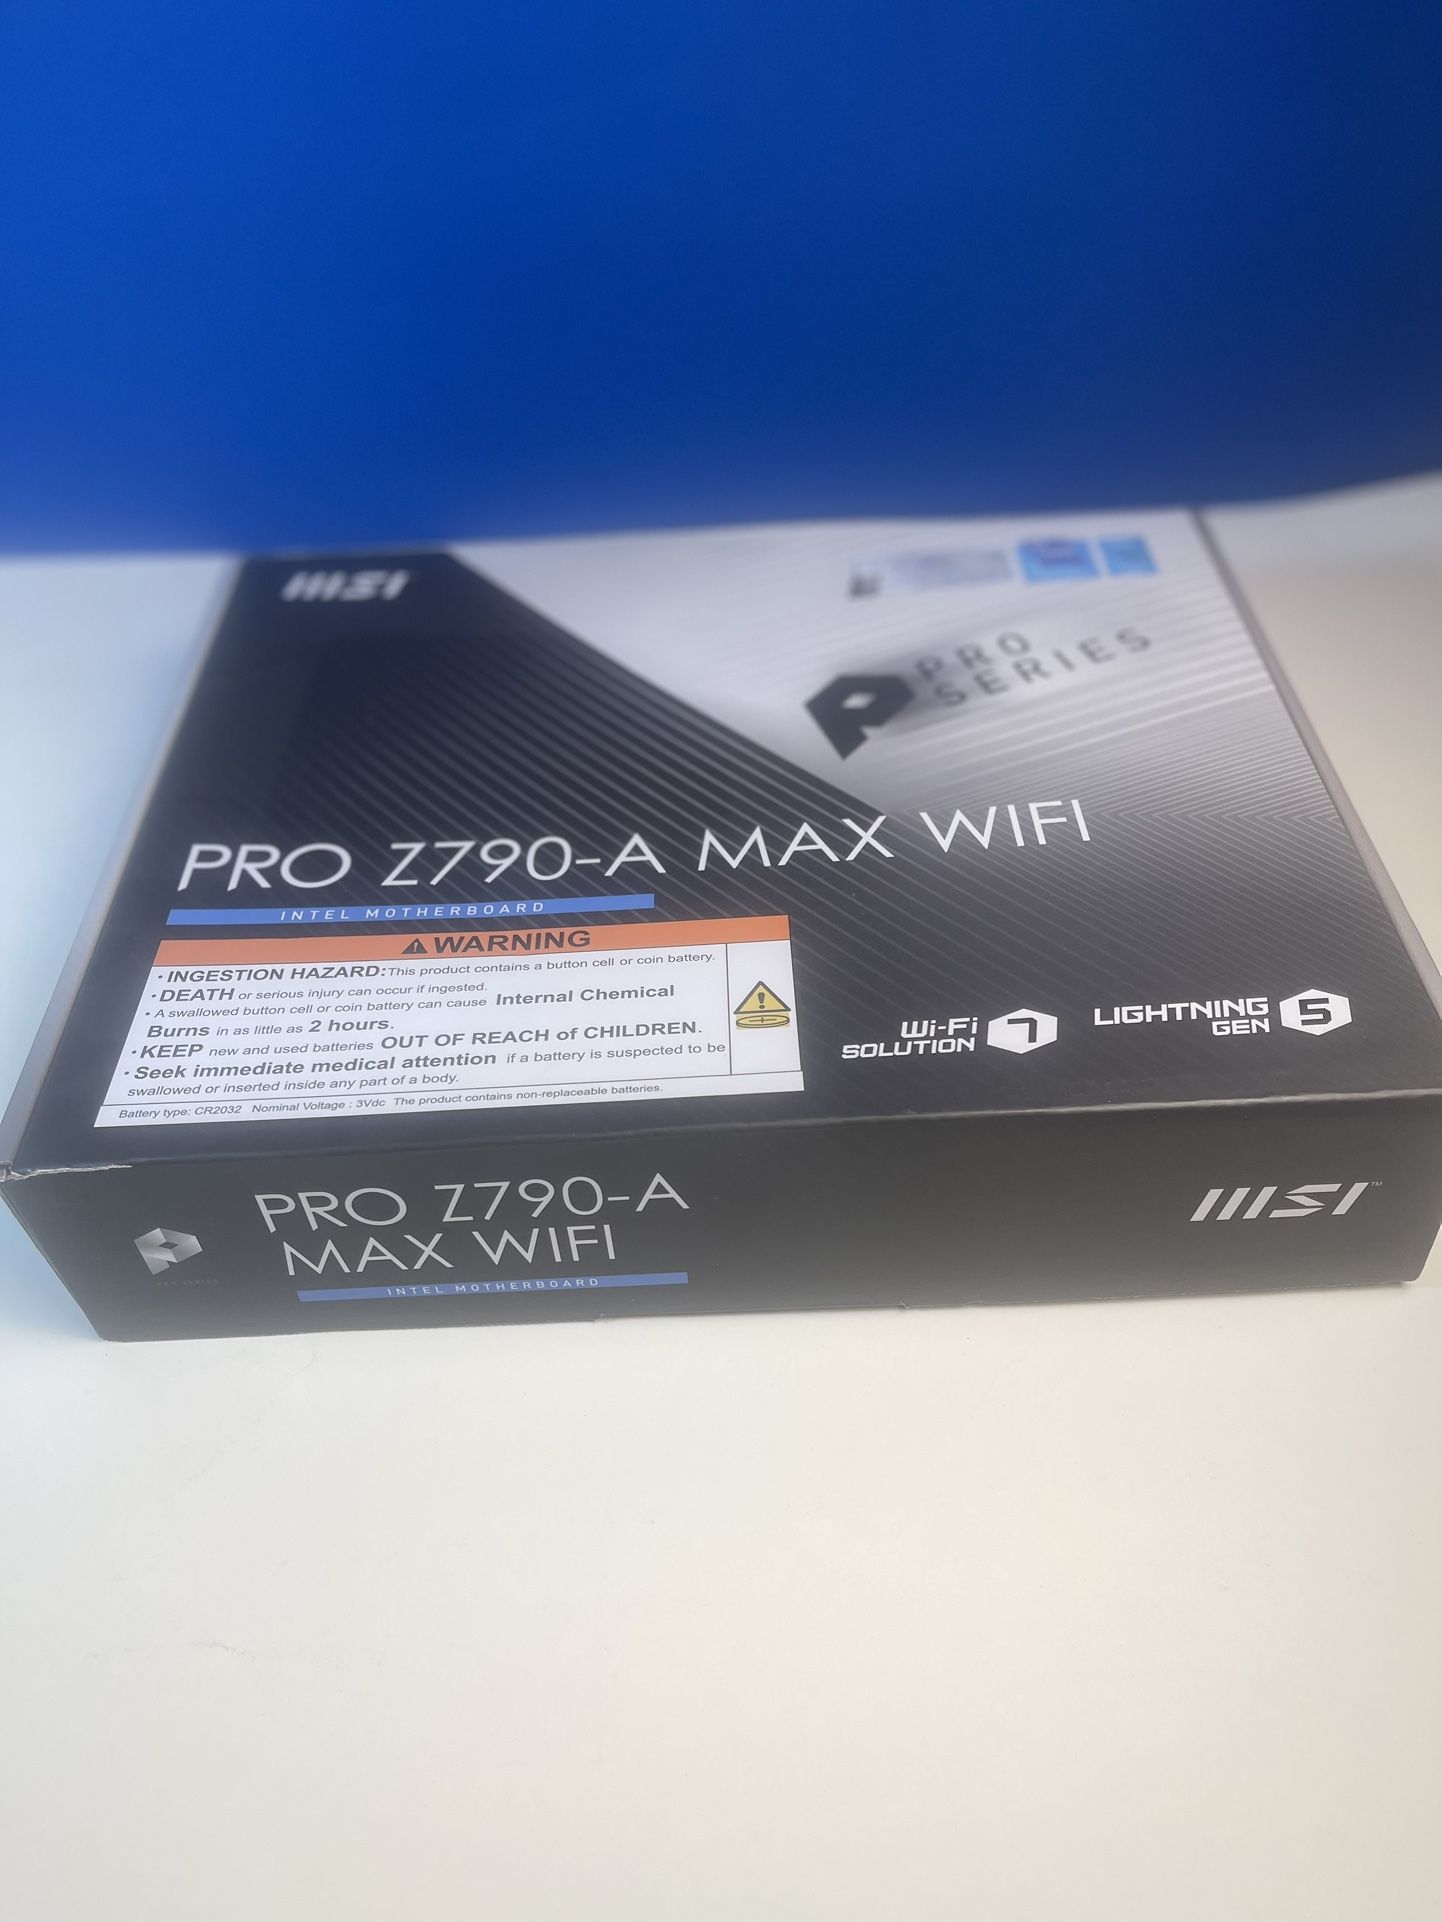 msi
PRO
SERIES
PRO Z790-A MAX WIFI
INTEL MOTHERBOARD
WARNING
• INGESTION HAZARD: This product contains a button cell or coin battery.
• DEATH or serious injury can occur if ingested.
• A swallowed button cell or coin battery can cause Internal Chemical
Burns in as little as 2 hours.
• KEEP new and used batteries OUT OF REACH of CHILDREN.
• Seek immediate medical attention if a battery is suspected to be
swallowed or inserted inside any part of a body.
Battery type: CR2032 Nominal Voltage : 3Vdc The product contains non-replaceable batteries.
Wi-Fi
SOLUTION 7
LIGHTNING
GEN 5
PRO Z790-A
MAX WIFI
INTEL MOTHERBOARD
PRO SERIES
msi™